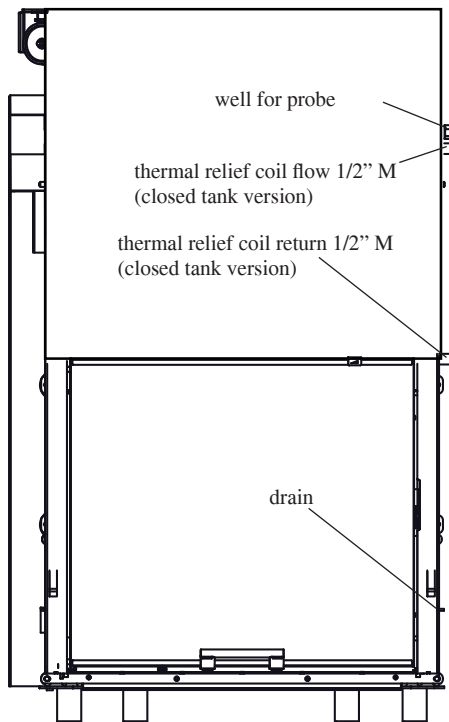 well for probe
thermal relief coil flow 1/2” M
(closed tank version)
thermal relief coil return 1/2” M
(closed tank version)
drain